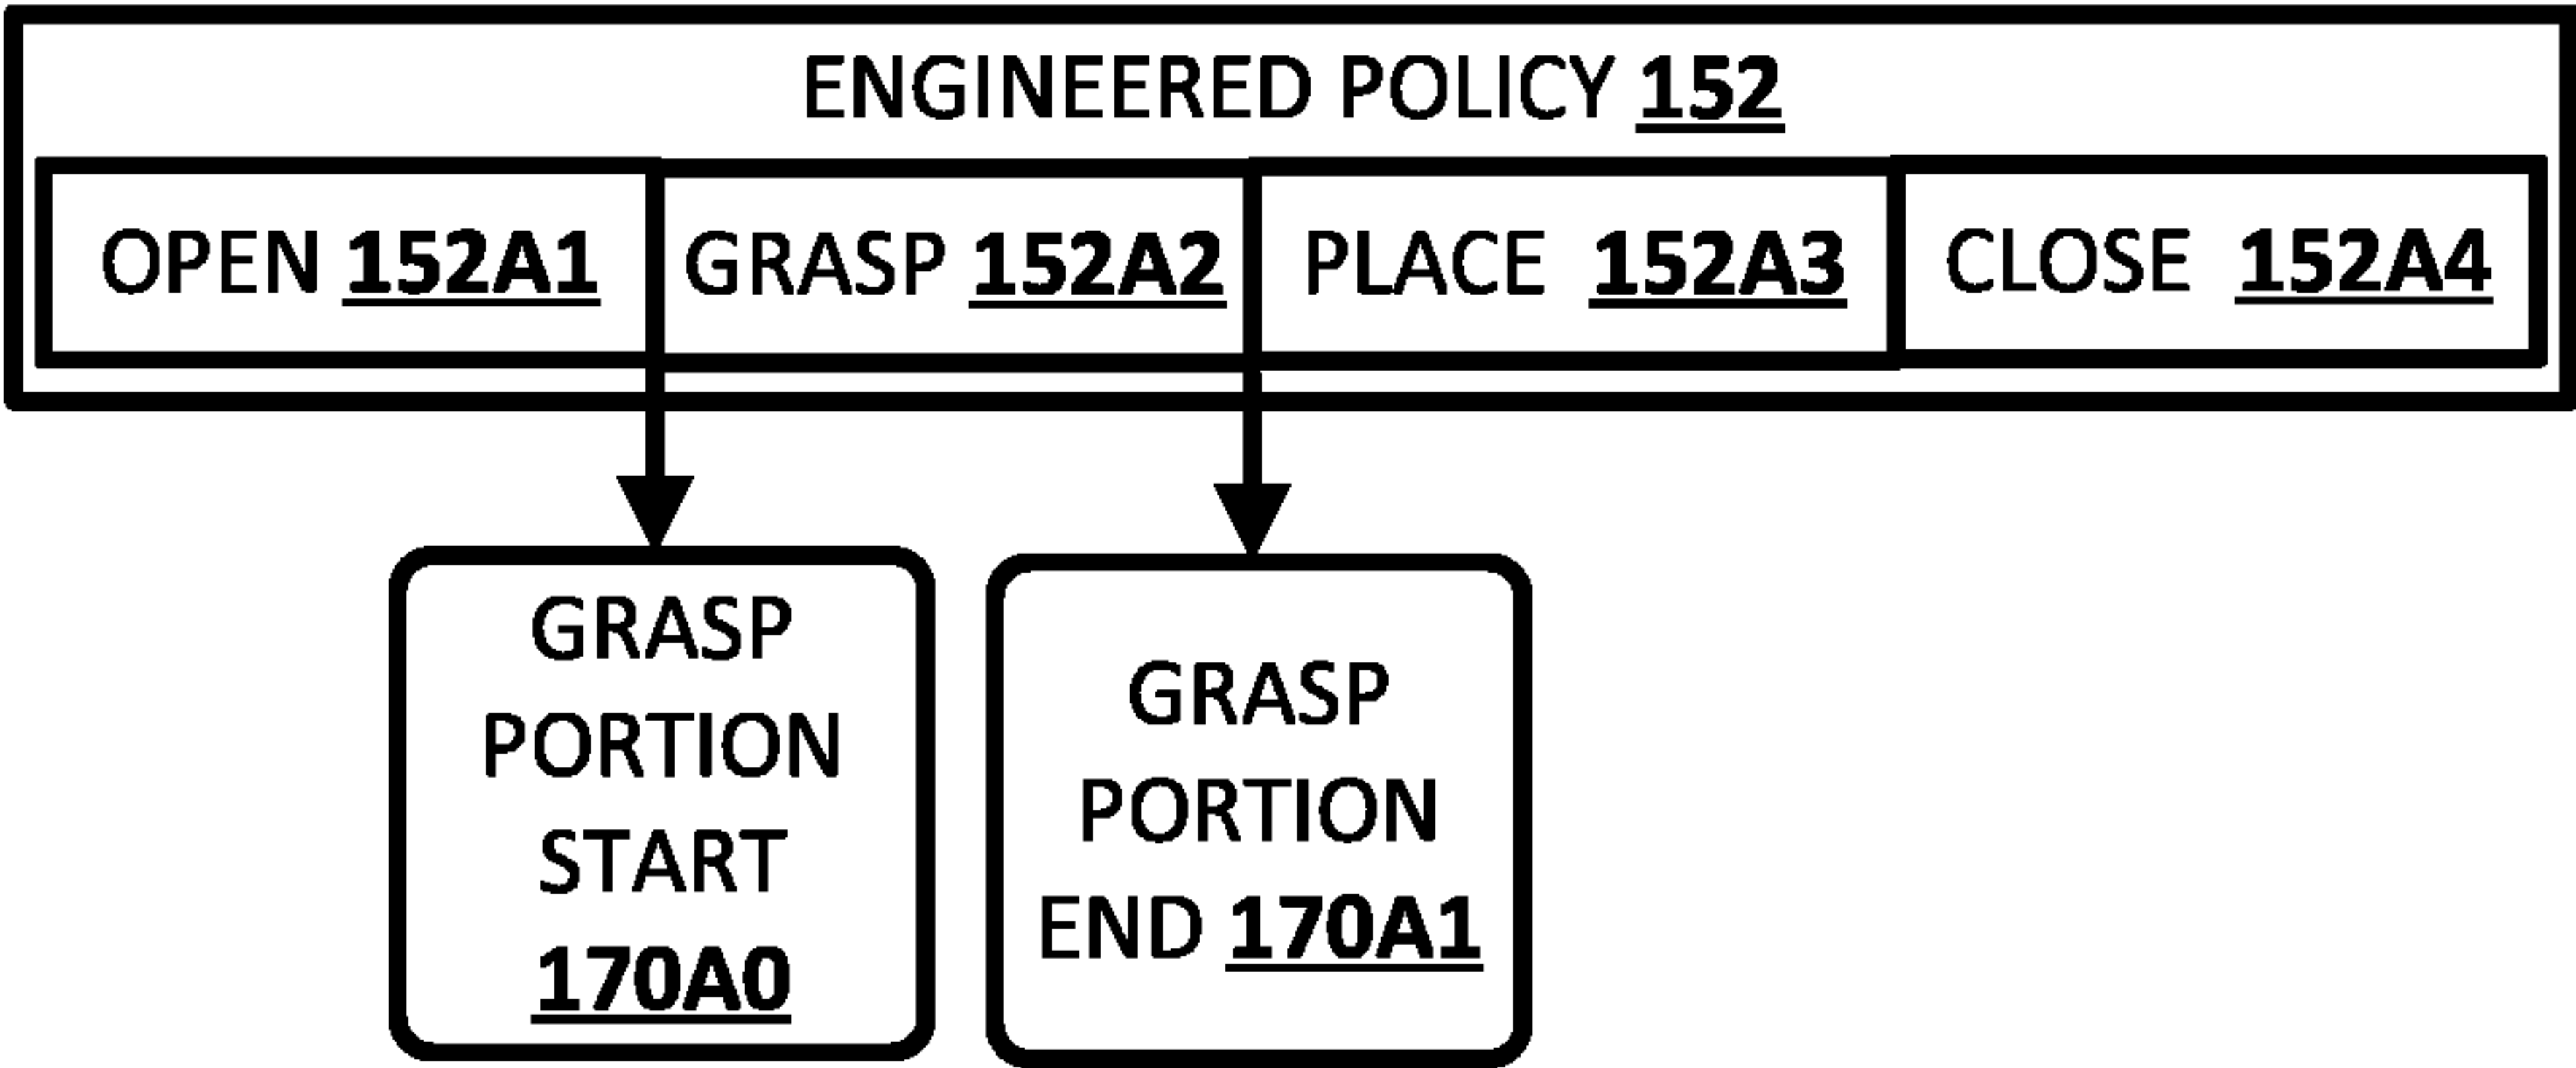 ENGINEERED POLICY 152
OPEN 152A1
GRASP 152A2
PLACE 152A3
CLOSE 152A4
GRASP
PORTION
START
170A0
GRASP
PORTION
END 170A1